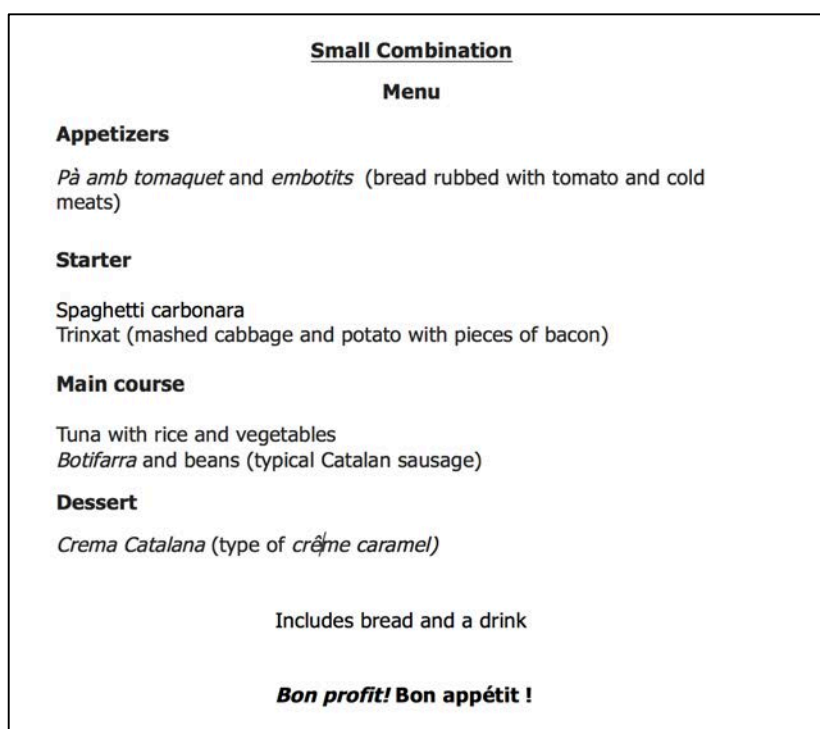 Small Combination
Menu
Appetizers
Pà amb tomaquet and embotits (bread rubbed with tomato and cold
meats)
Starter
Spaghetti carbonara
Trinxat (mashed cabbage and potato with pieces of bacon)
Main course
Tuna with rice and vegetables
Botifarra and beans (typical Catalan sausage)
Dessert
Crema Catalana (type of crême caramel)
Includes bread and a drink
Bon profit! Bon appétit !